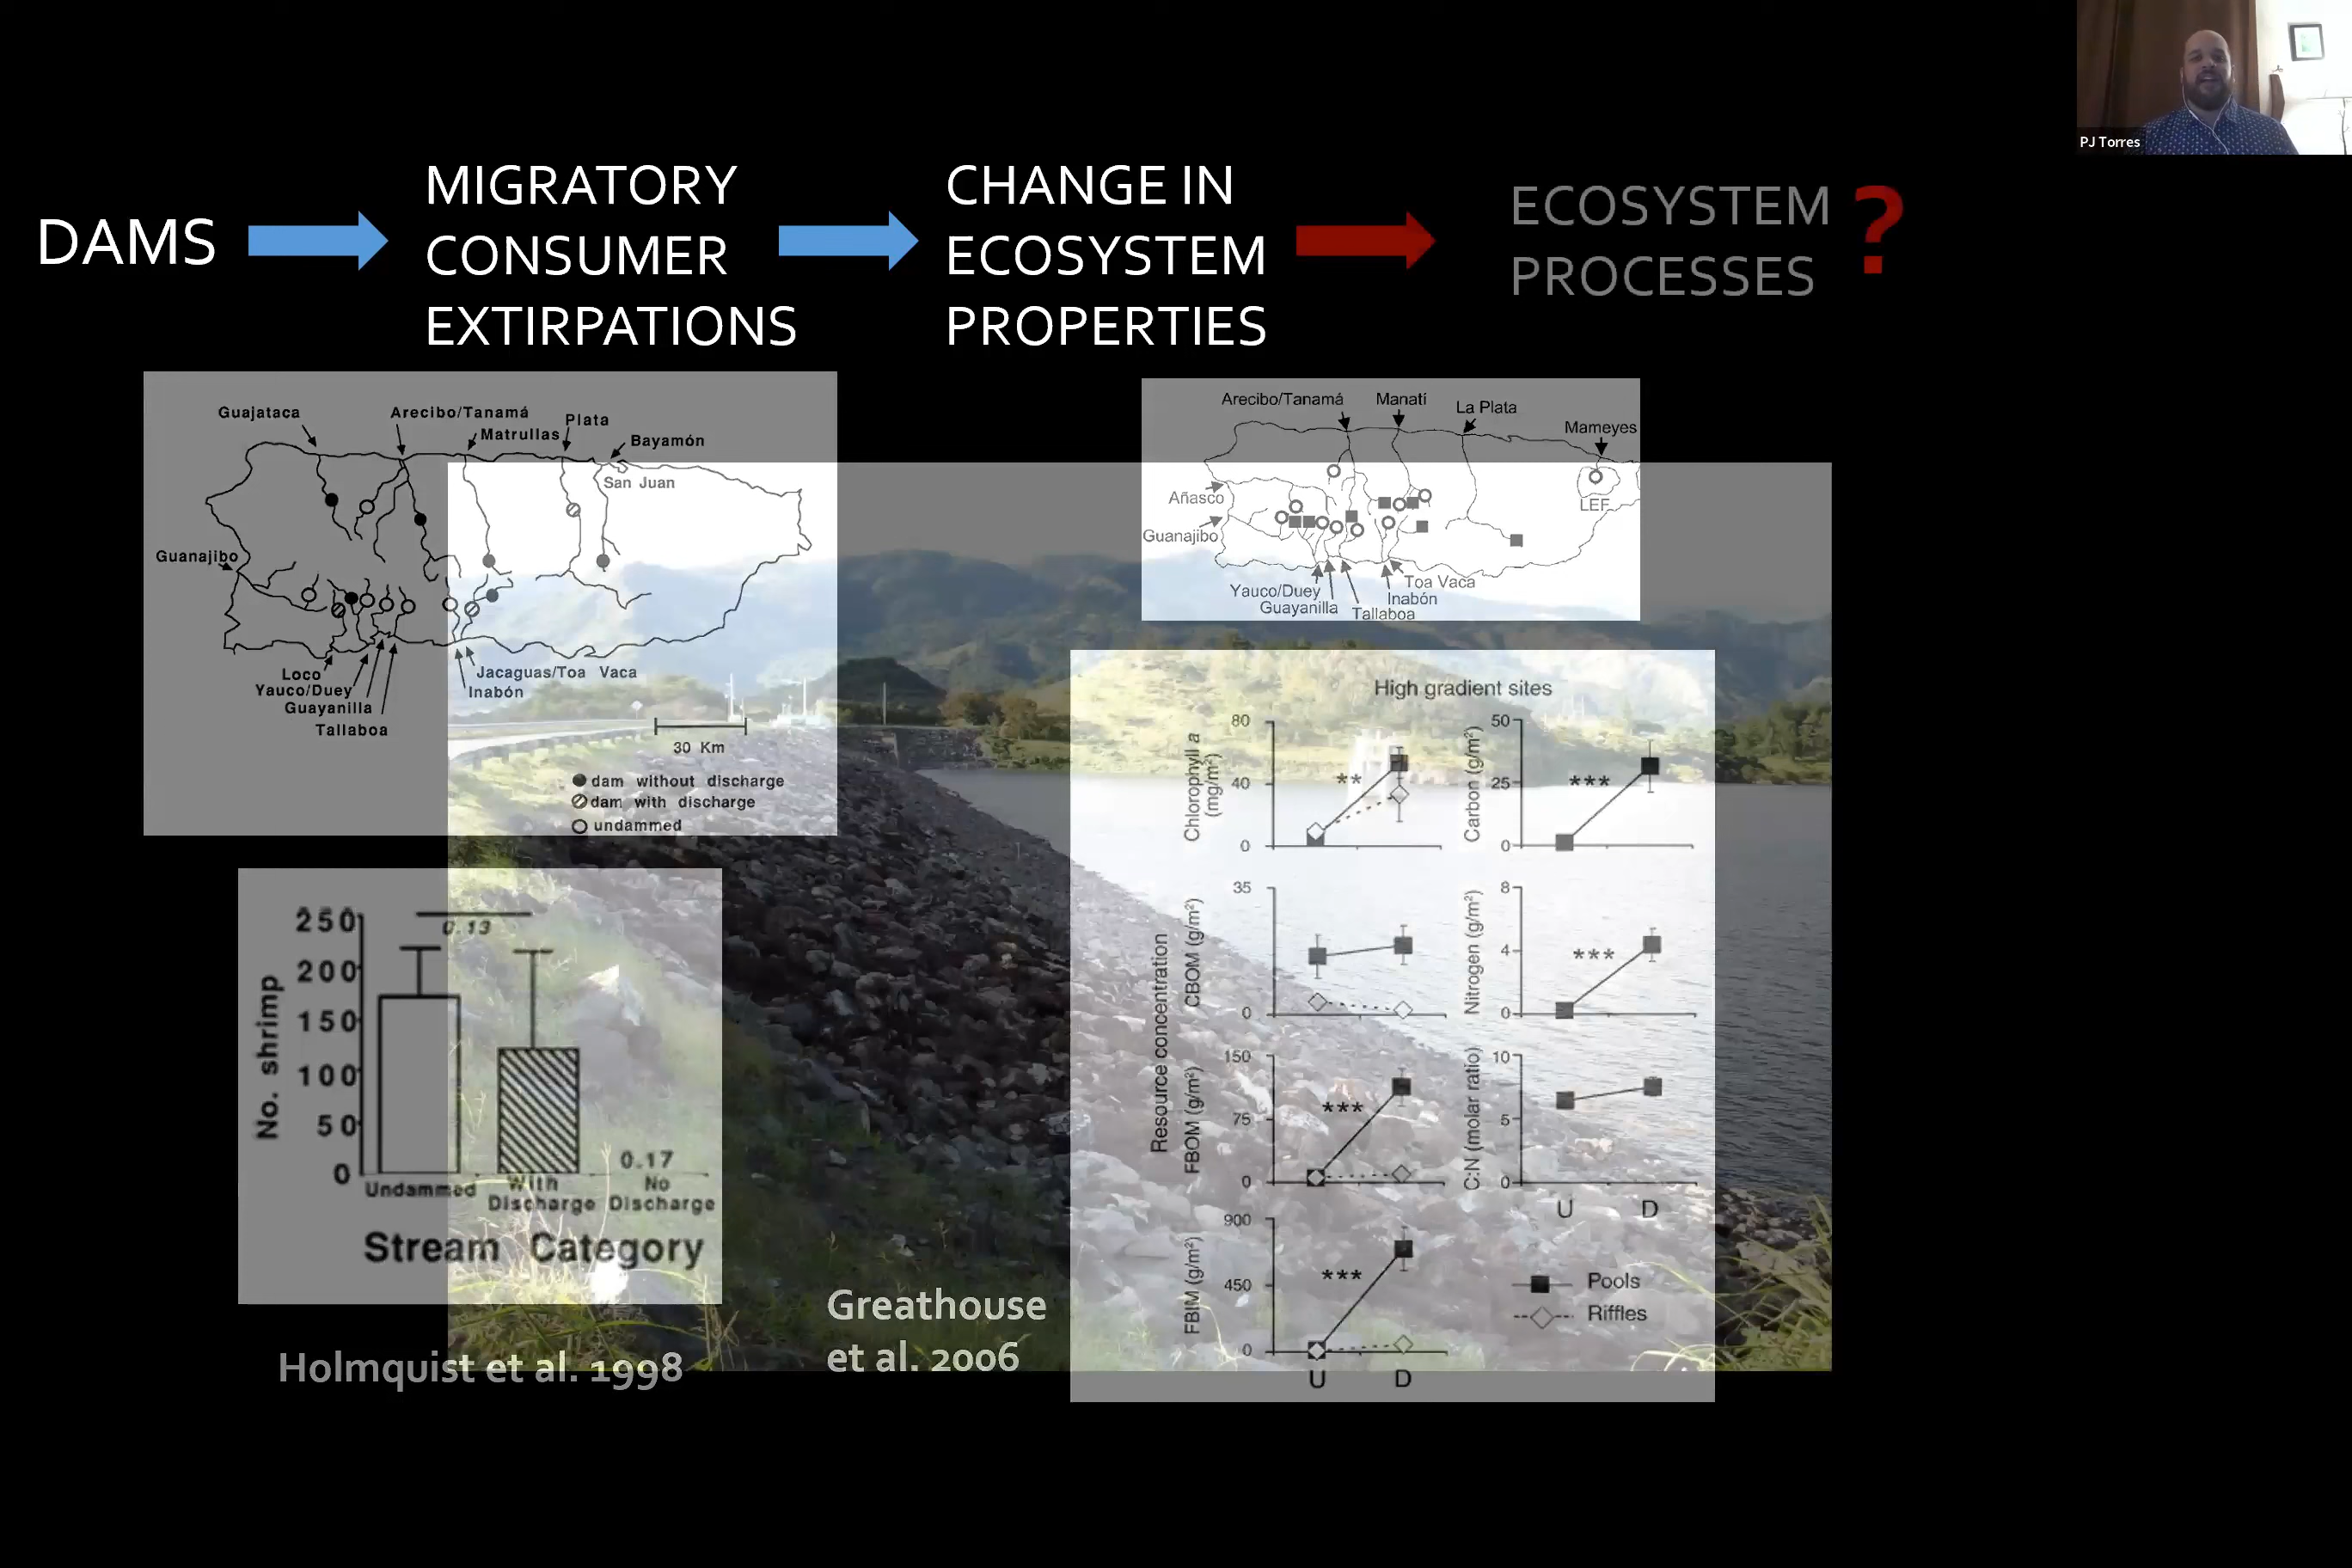 PJ Torres
DAMS
MIGRATORY
CONSUMER
EXTIRPATIONS
CHANGE IN
ECOSYSTEM
PROPERTIES
ECOSYSTEM
PROCESSES
?
Guajataca
Arecibo/Tanamá
Plata
Matrullas
Bayamón
San Juan
Guanajibo
Loco
Yauco/Duey
Guayanilla
Tallaboa
Jacaguas/Toa Vaca
Inabón
30 Km
dam without discharge
dam with discharge
undammed
Arecibo/Tanamá
Manatí
La Plata
Mameyes
Añasco
LEF
Guanajibo
Toa Vaca
Yauco/Duey
Inabón
Guayanilla
Tallaboa
No. shrimp
250
200
150
100
50
0
0.13
0.17
Undammed
With
Discharge
No
Discharge
Stream Category
Holmquist et al. 1998
Greathouse
et al. 2006
High gradient sites
Resource concentration
Chlorophyll a
(mg/m²)
80
40
0
**
Carbon (g/m²)
50
25
0
***
CBOM (g/m²)
35
0
Nitrogen (g/m²)
8
4
0
***
FBOM (g/m²)
150
75
0
***
C:N (molar ratio)
10
5
0
U D
FBIM (g/m²)
900
450
0
***
U D
Pools
Riffles